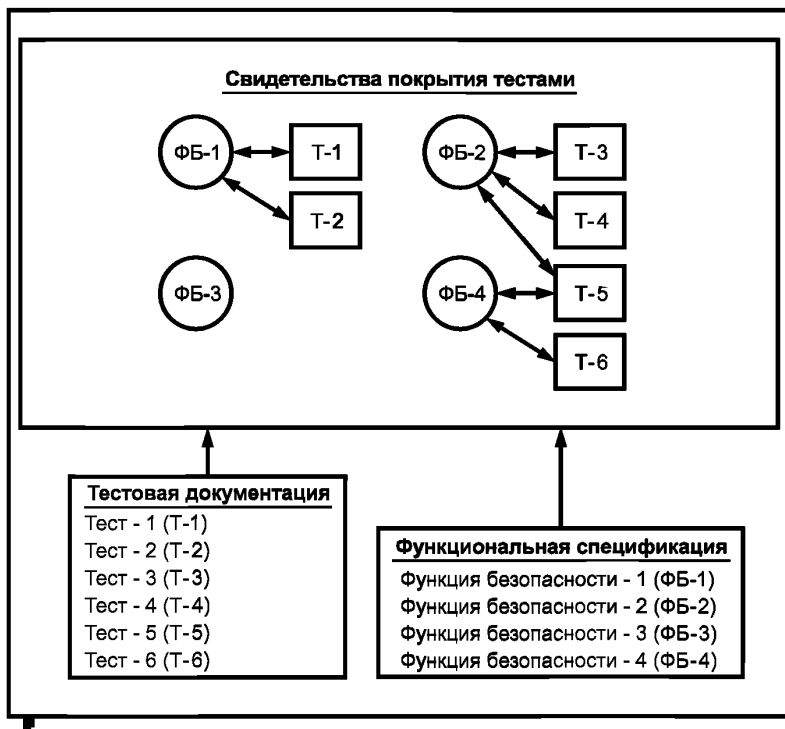 Свидетельства покрытия тестами
ФБ-1 Т-1 ФБ-2 Т-3
Т-2 Т-4
ФБ-3 ФБ-4 Т-5
Т-6
Тестовая документация
Тест - 1 (Т-1)
Тест - 2 (Т-2)
Тест - 3 (Т-3)
Тест - 4 (Т-4)
Тест - 5 (Т-5)
Тест - 6 (Т-6)
Функциональная спецификация
Функция безопасности - 1 (ФБ-1)
Функция безопасности - 2 (ФБ-2)
Функция безопасности - 3 (ФБ-3)
Функция безопасности - 4 (ФБ-4)